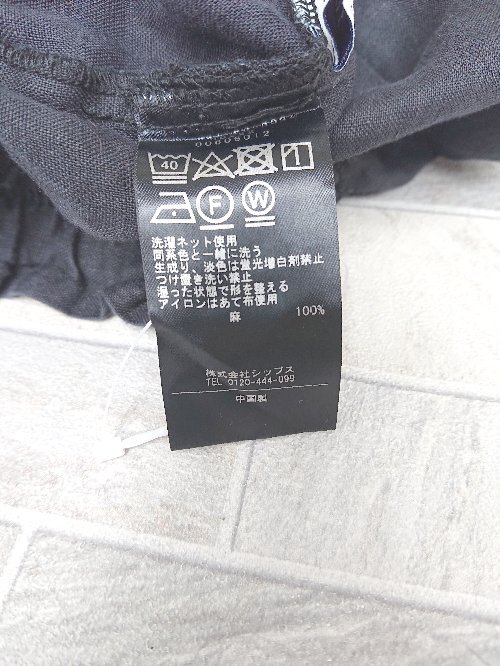 00006012
40
F W
洗濯ネット使用
同系色と一緒に洗う
生成り、淡色は蛍光増白剤禁止
つけ置き洗い禁止
湿った状態で形を整える
アイロンはあて布使用
麻 100%
株式会社シップス
TEL 0120-444-099
中国製